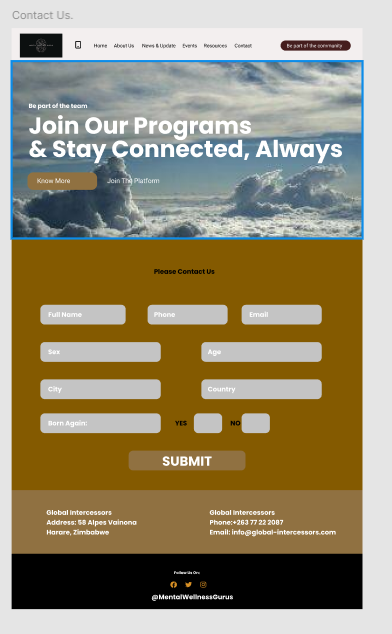 Contact Us.
Home About Us News & Update Events Resources Contact Be part of the community
Be part of the team
Join Our Programs
& Stay Connected, Always
Know More Join The Platform
Please Contact Us
Full Name Phone Email
Sex Age
City Country
Born Again: YES NO
SUBMIT
Global Intercessors
Address: 58 Alpes Vainona
Harare, Zimbabwe
Global Intercessors
Phone:+263 77 22 2087
Email: info@global-intercessors.com
Follow Us On:
@MentalWellnessGurus